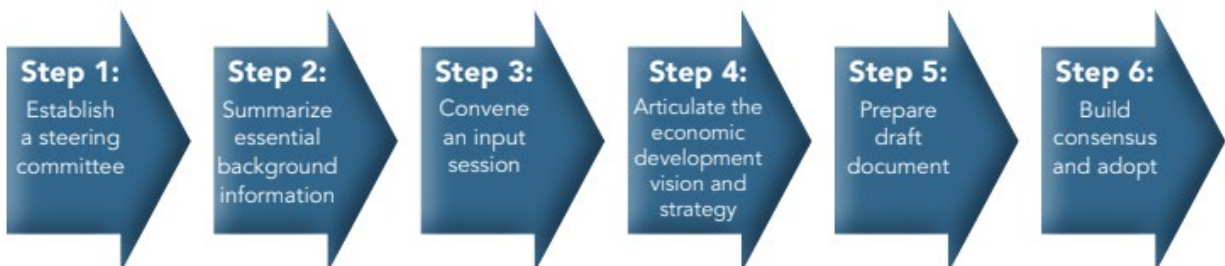 Step 1:
Establish
a steering
committee
Step 2:
Summarize
essential
background
information
Step 3:
Convene
an input
session
Step 4:
Articulate the
economic
development
vision and
strategy
Step 5:
Prepare
draft
document
Step 6:
Build
consensus
and adopt